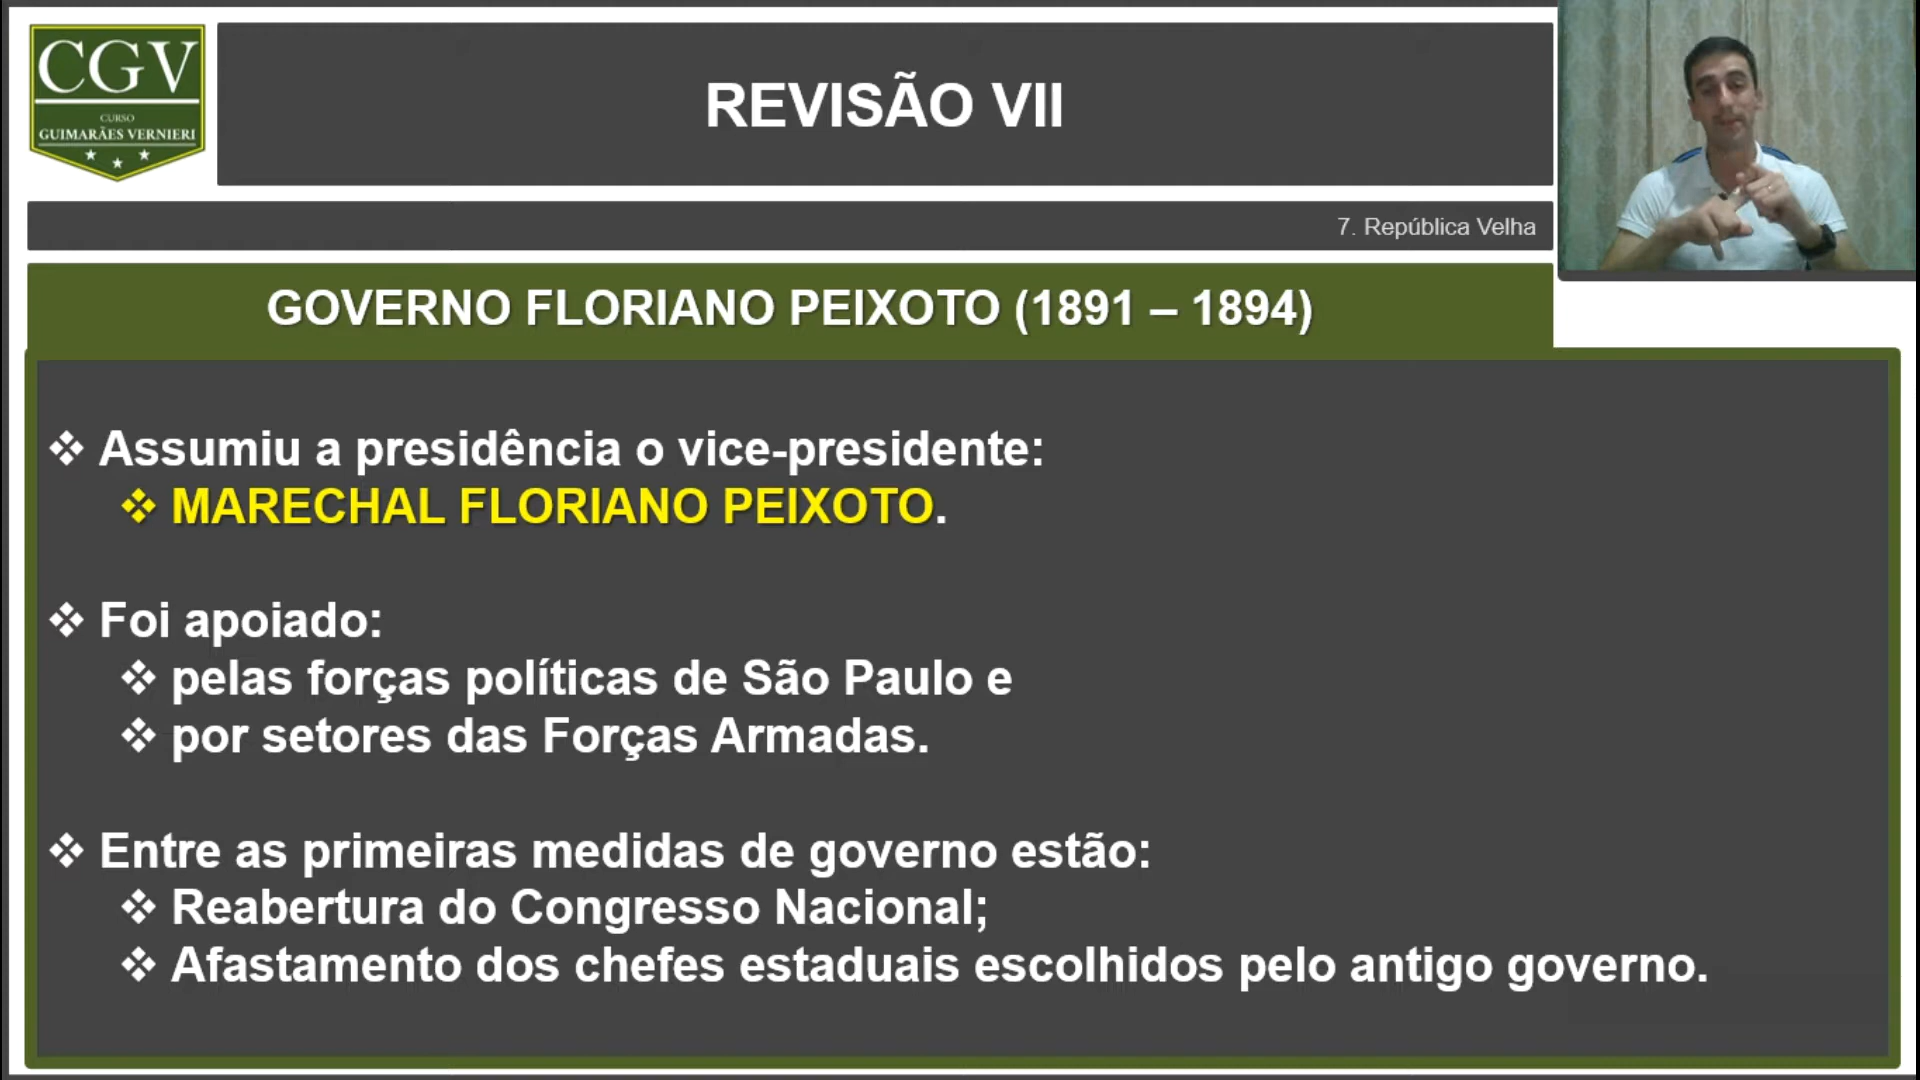 CGV
CURSO
GUIMARÃES VERNIERI
REVISÃO VII
7. República Velha
GOVERNO FLORIANO PEIXOTO (1891 – 1894)
❖ Assumiu a presidência o vice-presidente:
❖ MARECHAL FLORIANO PEIXOTO.
❖ Foi apoiado:
❖ pelas forças políticas de São Paulo e
❖ por setores das Forças Armadas.
❖ Entre as primeiras medidas de governo estão:
❖ Reabertura do Congresso Nacional;
❖ Afastamento dos chefes estaduais escolhidos pelo antigo governo.